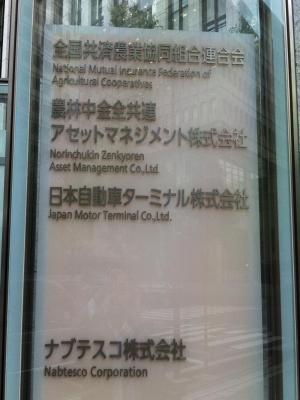 全国共済農業協同組合連合会
National Mutual Insurance Federation of
Agricultural Cooperatives
農林中金全共連
アセットマネジメント株式会社
Norinchukin Zenkyoren
Asset Management Co.,Ltd.
日本自動車ターミナル株式会社
Japan Motor Terminal Co.,Ltd.
ナブテスコ株式会社
Nabtesco Corporation